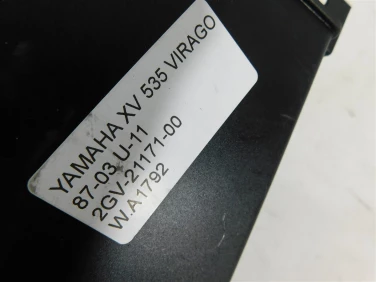 YAMAHA XV 535 VIRAGO
87-03 U-11
2GV-21171-00
W.A1792